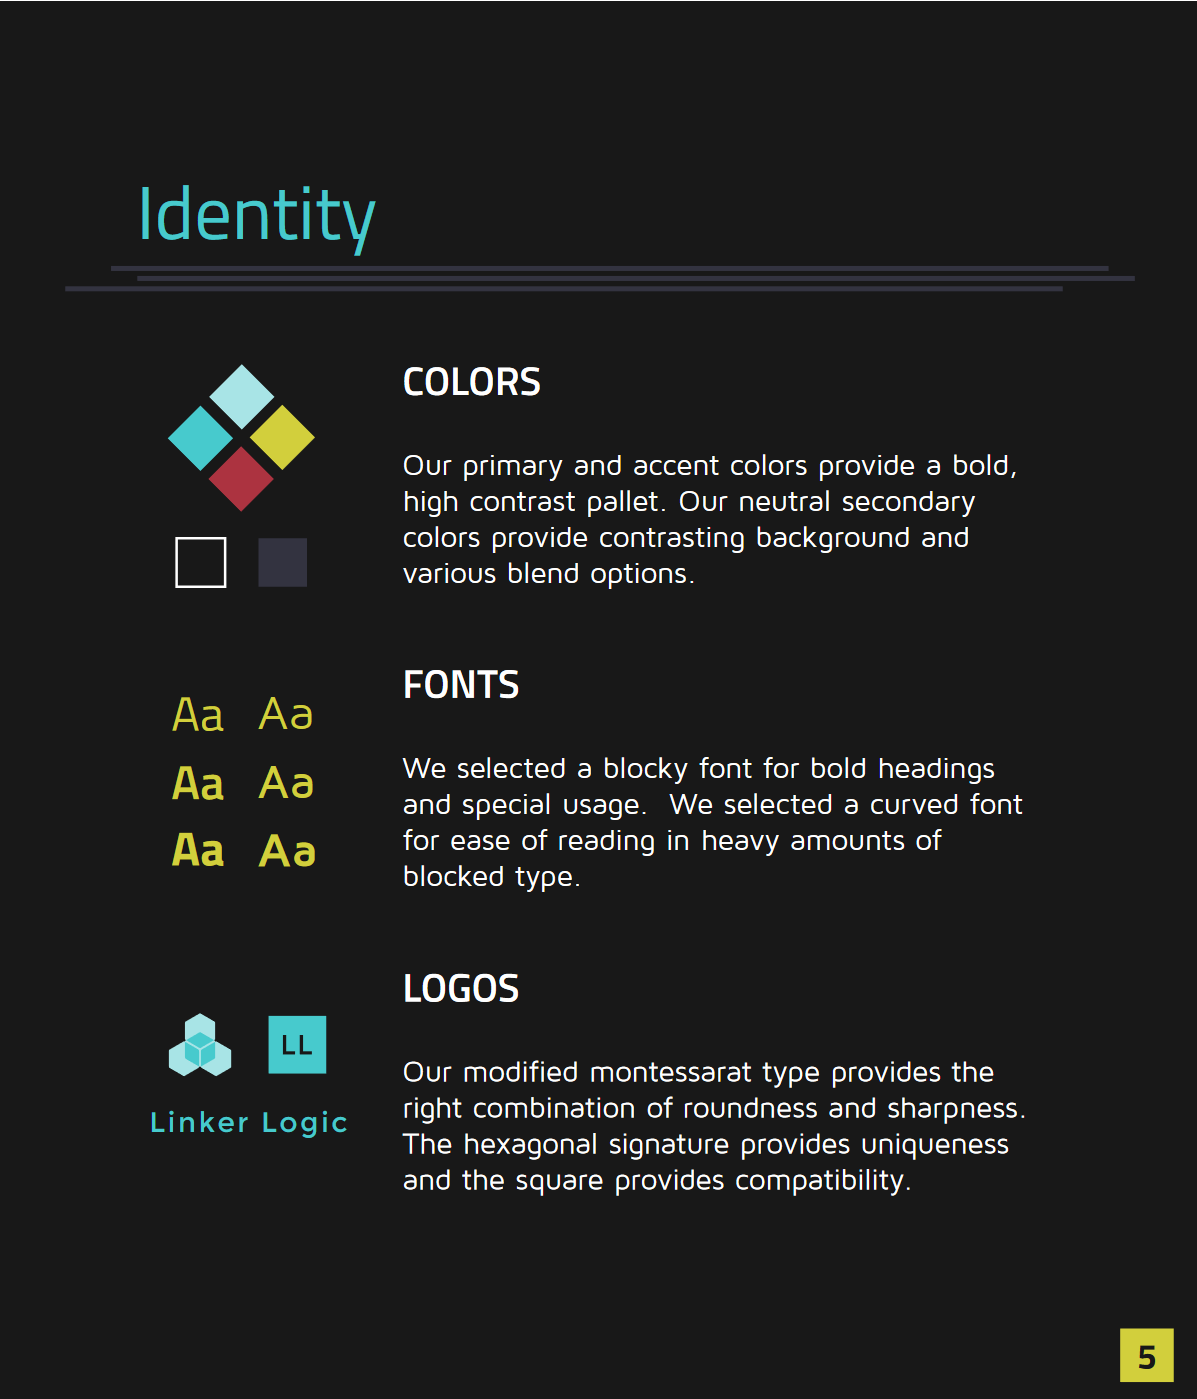 Identity
COLORS
Our primary and accent colors provide a bold,
high contrast pallet. Our neutral secondary
colors provide contrasting background and
various blend options.
Aa Aa
Aa Aa
Aa Aa
FONTS
We selected a blocky font for bold headings
and special usage.  We selected a curved font
for ease of reading in heavy amounts of
blocked type.
LL
Linker Logic
LOGOS
Our modified montessarat type provides the
right combination of roundness and sharpness.
The hexagonal signature provides uniqueness
and the square provides compatibility.
5